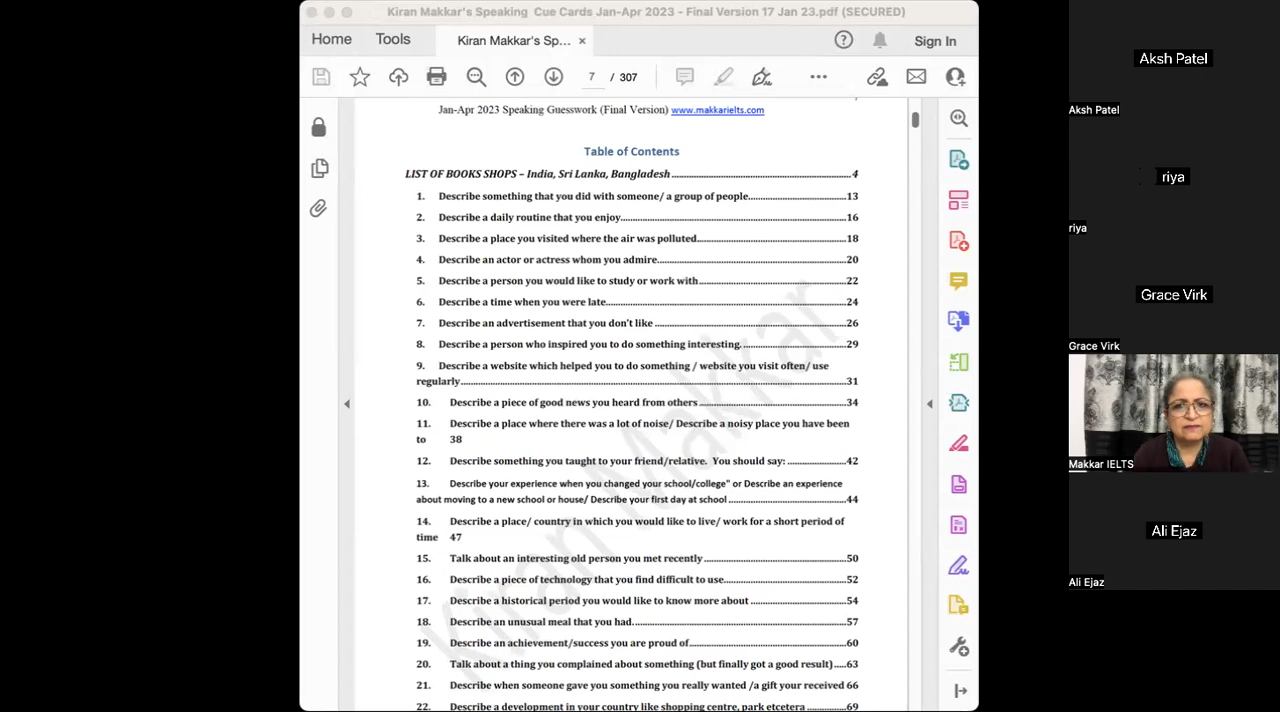 Kiran Makkar's Speaking Cue Cards Jan-Apr 2023 - Final Version 17 Jan 23.pdf (SECURED)
Home Tools Kiran Makkar's Sp... × Sign In
7 / 307
Jan-Apr 2023 Speaking Guesswork (Final Version) www.makkarielts.com
Table of Contents
LIST OF BOOKS SHOPS – India, Sri Lanka, Bangladesh 4
1. Describe something that you did with someone/ a group of people 13
2. Describe a daily routine that you enjoy 16
3. Describe a place you visited where the air was polluted 18
4. Describe an actor or actress whom you admire 20
5. Describe a person you would like to study or work with 22
6. Describe a time when you were late 24
7. Describe an advertisement that you don't like 26
8. Describe a person who inspired you to do something interesting. 29
9. Describe a website which helped you to do something / website you visit often/ use
regularly 31
10. Describe a piece of good news you heard from others 34
11. Describe a place where there was a lot of noise/ Describe a noisy place you have been
to 38
12. Describe something you taught to your friend/relative. You should say: 42
13. Describe your experience when you changed your school/college" or Describe an experience
about moving to a new school or house/ Describe your first day at school 44
14. Describe a place/ country in which you would like to live/ work for a short period of
time 47
15. Talk about an interesting old person you met recently 50
16. Describe a piece of technology that you find difficult to use 52
17. Describe a historical period you would like to know more about 54
18. Describe an unusual meal that you had. 57
19. Describe an achievement/success you are proud of 60
20. Talk about a thing you complained about something (but finally got a good result) 63
21. Describe when someone gave you something you really wanted /a gift your received 66
22. Describe a development in your country like shopping centre, park etcetera 69
Kiran Makkar
Aksh Patel
Aksh Patel
riya
riya
Grace Virk
Grace Virk
Makkar IELTS
Ali Ejaz
Ali Ejaz